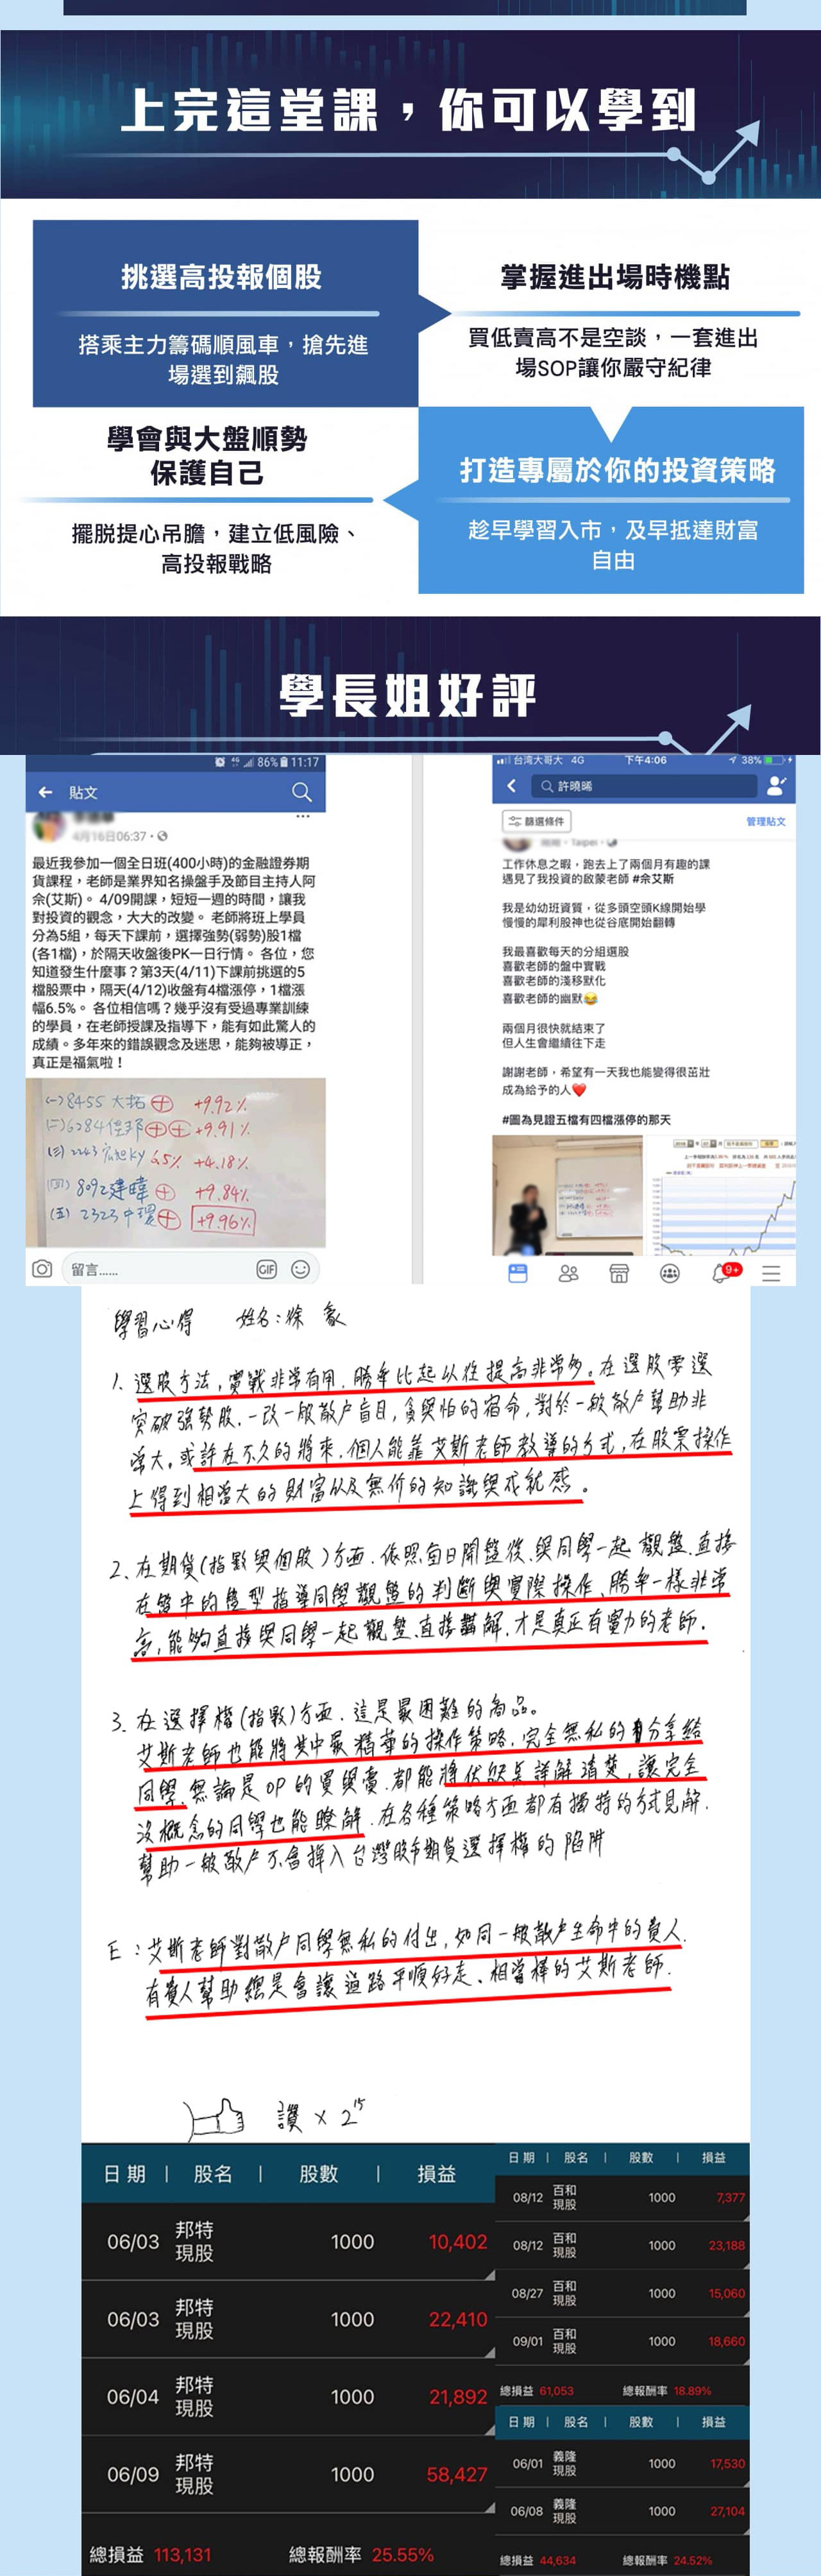 上完這堂課，你可以學到
挑選高投報個股
搭乘主力籌碼順風車，搶先進
場選到飆股
掌握進出場時機點
買低賣高不是空談，一套進出
場SOP讓你嚴守紀律
學會與大盤順勢
保護自己
擺脫提心吊膽，建立低風險、
高投報戰略
打造專屬於你的投資策略
趁早學習入市，及早抵達財富
自由
學長姐好評
4G 86% 11:17
貼文
4月16日06:37
最近我參加一個全日班(400小時)的金融證券期
貨課程，老師是業界知名操盤手及節目主持人阿
佘(艾斯)。 4/09開課，短短一週的時間，讓我
對投資的觀念，大大的改變。 老師將班上學員
分為5組，每天下課前，選擇強勢(弱勢)股1檔
(各1檔)，於隔天收盤後PK一日行情。 各位，您
知道發生什麼事？第3天(4/11)下課前挑選的5
檔股票中，隔天(4/12)收盤有4檔漲停，1檔漲
幅6.5%。 各位相信嗎？幾乎沒有受過專業訓練
的學員，在老師授課及指導下，能有如此驚人的
成績。多年來的錯誤觀念及迷思，能夠被導正，
真正是福氣啦！
(一) 8455 大拓 +9.92%
(二) 6284 佳邦 +9.91%
(三) 2243 宏旭KY 6.5% +4.18%
(四) 8092 建暐 +9.84%
(五) 2323 中環 +9.96%
留言......
GIF
台灣大哥大 4G 下午4:06 38%
許曉晞
篩選條件
管理貼文
Taipei
工作休息之暇，跑去上了兩個月有趣的課
遇見了我投資的啟蒙老師 #佘艾斯
我是幼幼班資質，從多頭空頭K線開始學
慢慢的犀利股神也從谷底開始翻轉
我最喜歡每天的分組選股
喜歡老師的盤中實戰
喜歡老師的淺移默化
喜歡老師的幽默😂
兩個月很快就結束了
但人生會繼續往下走
謝謝老師，希望有一天我也能變得很茁壯
成為給予的人❤️
#圖為見證五檔有四檔漲停的那天
9+
學習心得 姓名：徐 豪
1. 選股方法，實戰非常有用，勝率比起以往提高非常多。在選股要選
突破強勢股，一改一般散戶盲目，貪與怕的宿命，對於一般散戶幫助非
常大。或許在不久的將來，個人能靠艾斯老師教導的方式，在股票操作
上得到相當大的財富以及無价的知識與成就感。
2. 在期貨(指數與個股)方面，依照每日開盤後，與同學一起觀盤，直接
在盤中的盤型指導同學觀盤的判斷與實際操作，勝率一樣非常
高，能夠直接與同學一起觀盤、直接講解，才是真正有實力的老師。
3. 在選擇權(指數)方面，這是最困難的商品。
艾斯老師也能將其中最精華的操作策略，完全無私的分享給
同學，無論是OP的買與賣，都能將優缺點詳解清楚，讓完全
沒概念的同學也能瞭解，在各種策略方面都有獨特的方式見解，
幫助一般散戶不會掉入台灣股市期貨選擇權的陷阱
E：艾斯老師對散戶同學無私的付出，如同一般散戶生命中的貴人，
有貴人幫助總是會讓道路平順好走、相當棒的艾斯老師。
讚 × 2¹⁵
日期 | 股名 | 股數 | 損益
06/03 邦特 現股 1000 10,402
06/03 邦特 現股 1000 22,410
06/04 邦特 現股 1000 21,892
06/09 邦特 現股 1000 58,427
總損益 113,131 總報酬率 25.55%
日期 | 股名 | 股數 | 損益
08/12 百和 現股 1000 7,377
08/12 百和 現股 1000 23,188
08/27 百和 現股 1000 15,060
09/01 百和 現股 1000 18,660
總損益 61,053 總報酬率 18.89%
日期 | 股名 | 股數 | 損益
06/01 義隆 現股 1000 17,530
06/08 義隆 現股 1000 27,104
總損益 44,634 總報酬率 24.52%